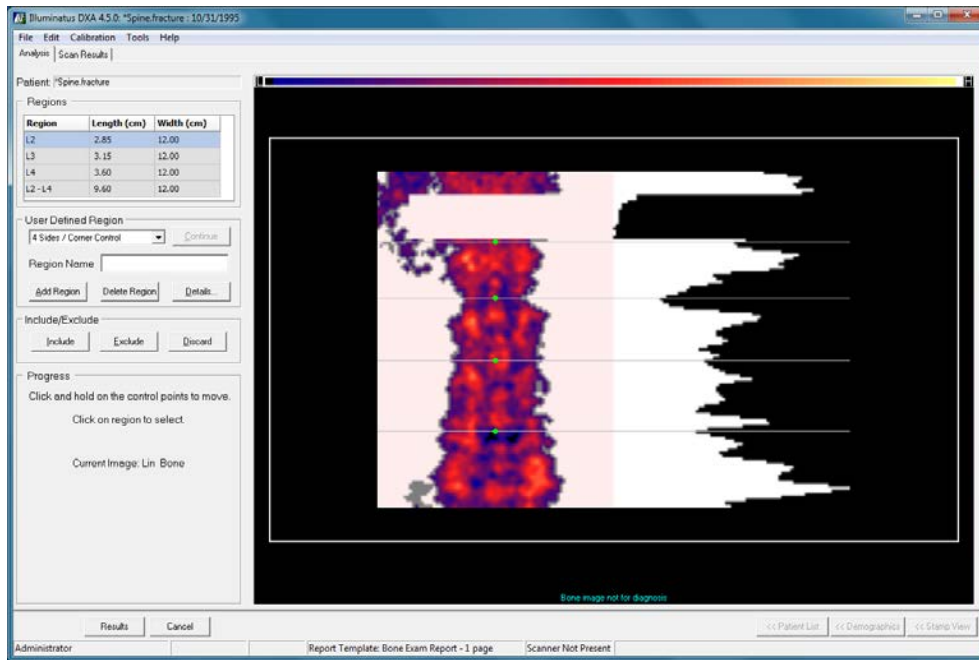 Illuminatus DXA 4.5.0: *Spine.fracture : 10/31/1995
File Edit Calibration Tools Help
Analysis Scan Results
Patient: *Spine.fracture
Regions
Region Length (cm) Width (cm)
L2 2.85 12.00
L3 3.15 12.00
L4 3.60 12.00
L2 - L4 9.60 12.00
User Defined Region
4 Sides / Corner Control Continue
Region Name
Add Region Delete Region Details...
Include/Exclude
Include Exclude Discard
Progress
Click and hold on the control points to move.
Click on region to select.
Current Image: Lin Bone
Bone image not for diagnosis
Results Cancel << Patient List << Demographics << Stamp View
Administrator Report Template: Bone Exam Report - 1 page Scanner Not Present